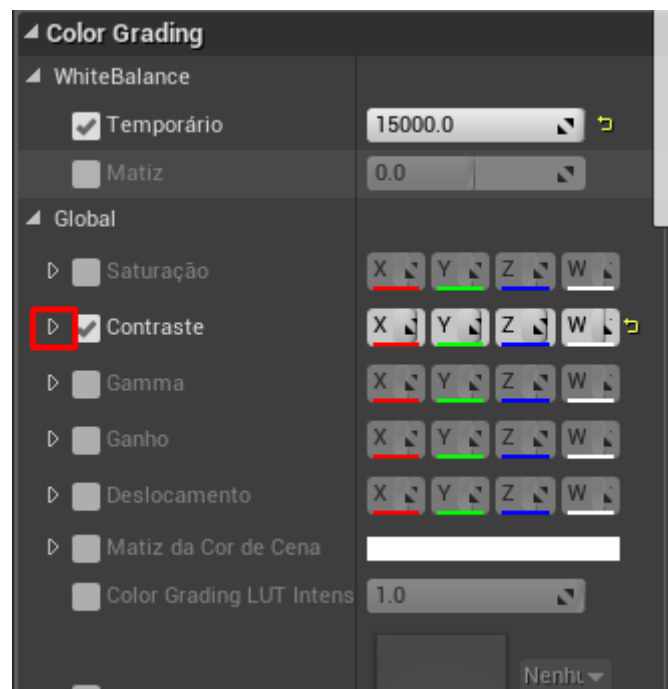 Color Grading
WhiteBalance
Temporário 15000.0
Matiz 0.0
Global
Saturação X Y Z W
Contraste X Y Z W
Gamma X Y Z W
Ganho X Y Z W
Deslocamento X Y Z W
Matiz da Cor de Cena
Color Grading LUT Intens 1.0